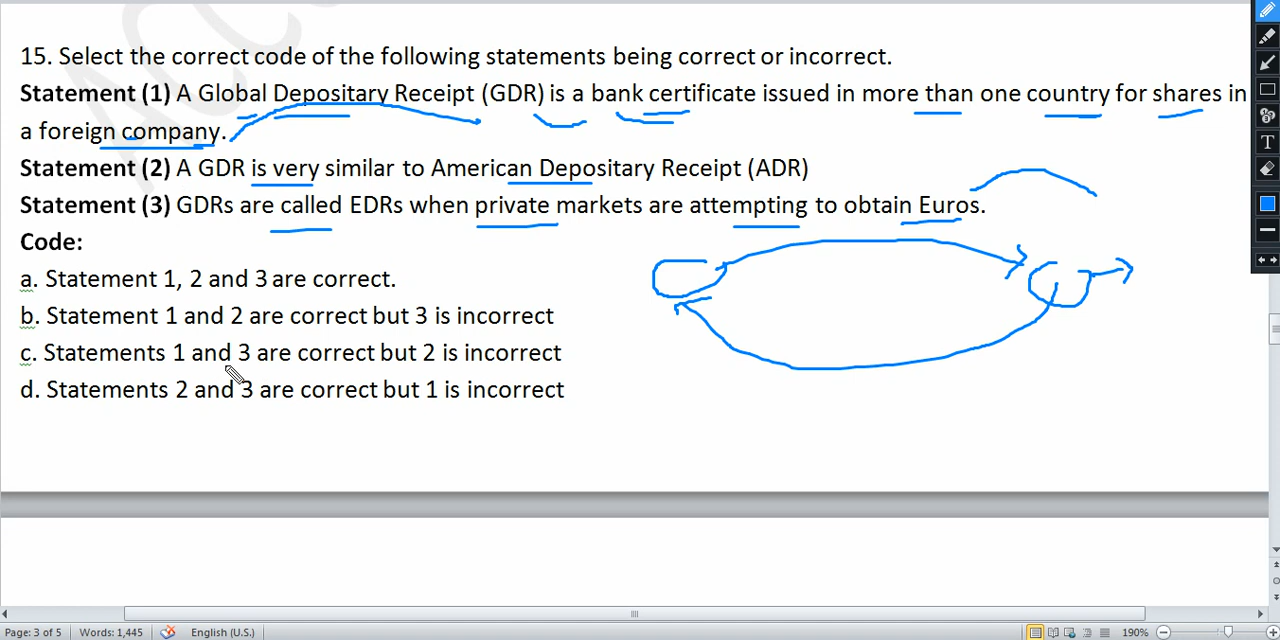 15. Select the correct code of the following statements being correct or incorrect.
Statement (1) A Global Depositary Receipt (GDR) is a bank certificate issued in more than one country for shares in
a foreign company.
Statement (2) A GDR is very similar to American Depositary Receipt (ADR)
Statement (3) GDRs are called EDRs when private markets are attempting to obtain Euros.
Code:
a. Statement 1, 2 and 3 are correct.
b. Statement 1 and 2 are correct but 3 is incorrect
c. Statements 1 and 3 are correct but 2 is incorrect
d. Statements 2 and 3 are correct but 1 is incorrect
Page: 3 of 5 Words: 1,445 English (U.S.) 190%